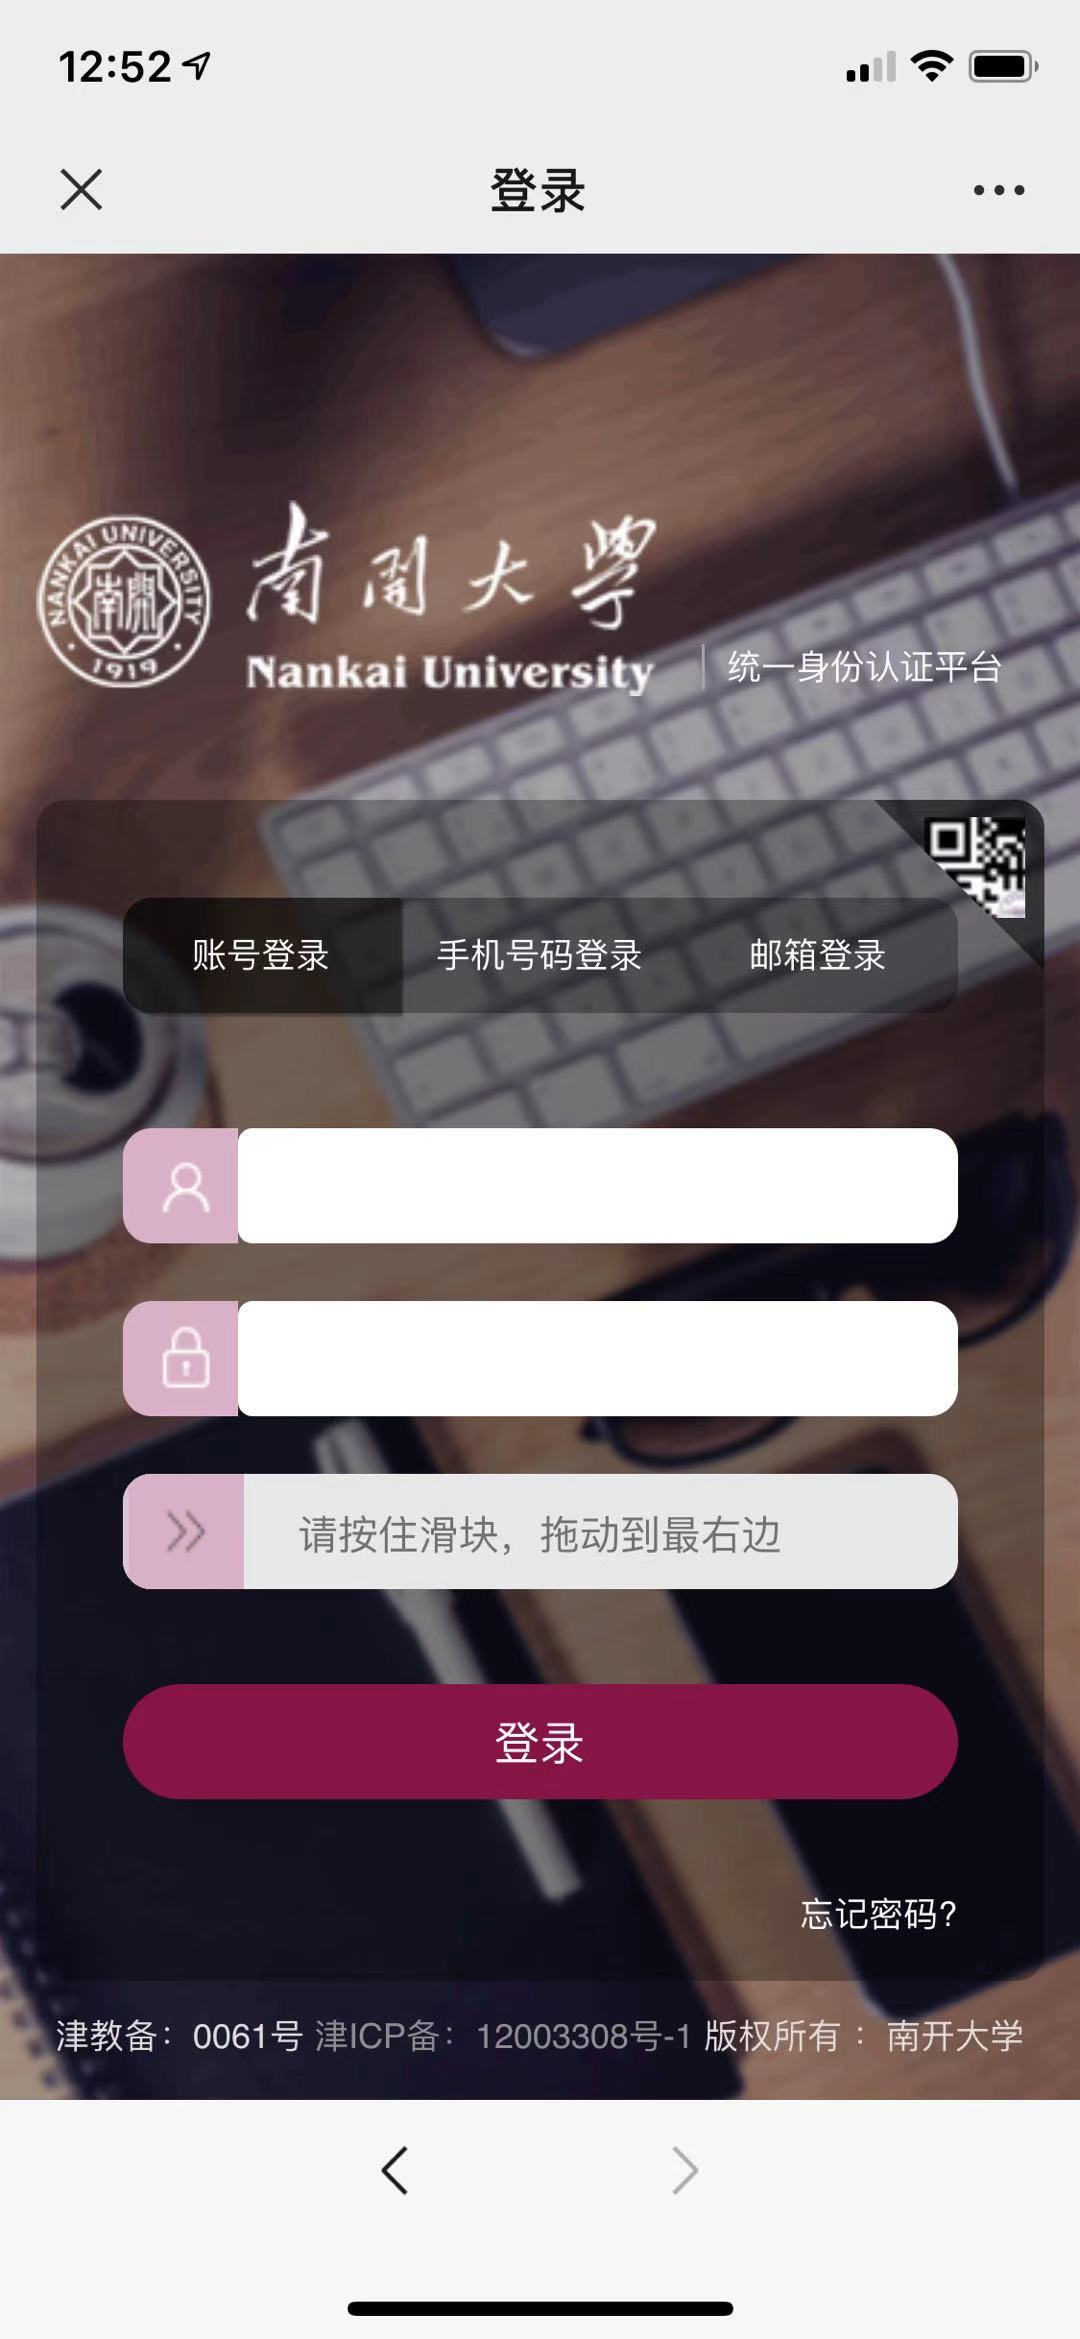 12:52
登录
NANKAI UNIVERSITY
南開
1919
南開大學
Nankai University
统一身份认证平台
账号登录 手机号码登录 邮箱登录
请按住滑块，拖动到最右边
登录
忘记密码?
津教备：0061号 津ICP备：12003308号-1 版权所有 ：南开大学